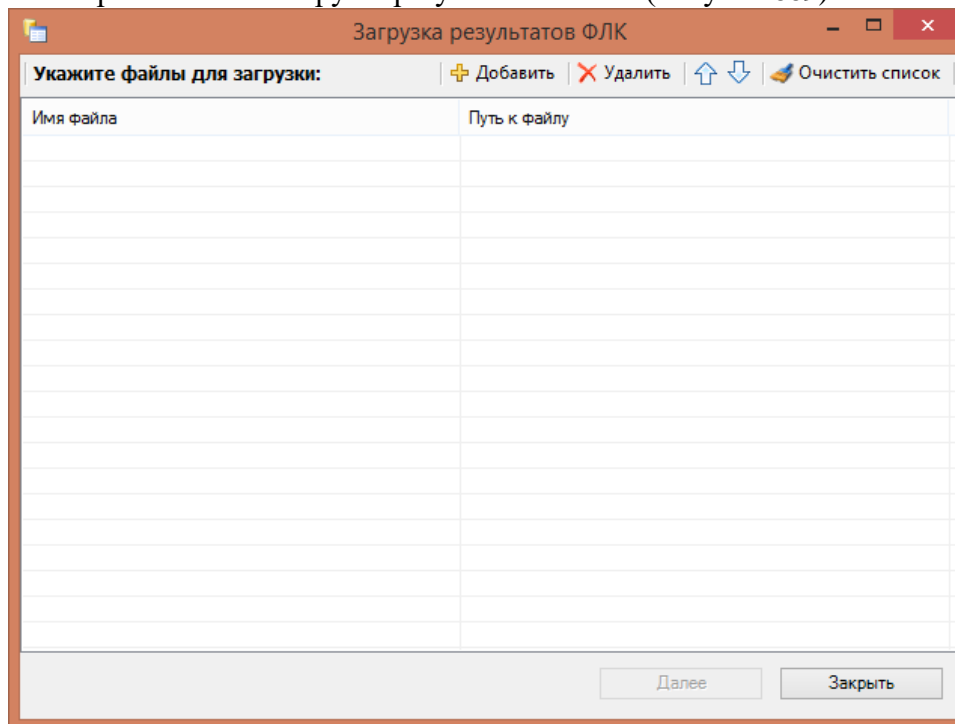 Загрузка результатов ФЛК
Укажите файлы для загрузки: Добавить Удалить Очистить список
Имя файла Путь к файлу
Далее Закрыть